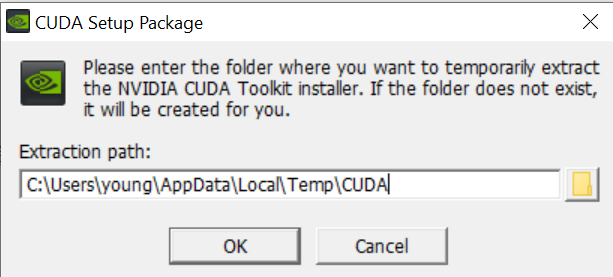 CUDA Setup Package
Please enter the folder where you want to temporarily extract
the NVIDIA CUDA Toolkit installer. If the folder does not exist,
it will be created for you.
Extraction path:
C:\Users\young\AppData\Local\Temp\CUDA
OK
Cancel